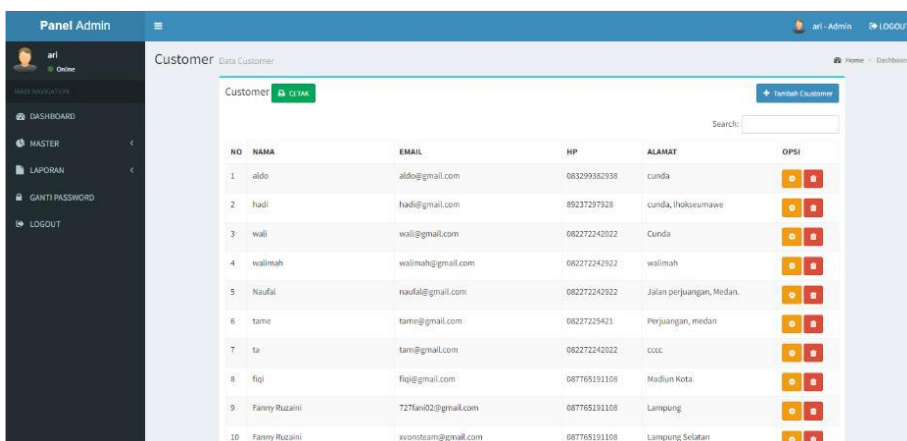 Panel Admin
ari - Admin LOGOUT
ari
Online
MAIN NAVIGATION
DASHBOARD
MASTER
LAPORAN
GANTI PASSWORD
LOGOUT
Customer Data Customer
Home > Dashboard
Customer CETAK
Tambah Csustomer
Search:
NO NAMA EMAIL HP ALAMAT OPSI
1 aldo aldo@gmail.com 083299382938 cunda
2 hadi hadi@gmail.com 89237297928 cunda, lhokseumawe
3 wali wali@gmail.com 082272242022 Cunda
4 walimah walimah@gmail.com 082272242922 walimah
5 Naufal naufal@gmail.com 082272242922 Jalan perjuangan, Medan.
6 tame tame@gmail.com 08227225421 Perjuangan, medan
7 ta tam@gmail.com 082272242022 cccc
8 fiqi fiqi@gmail.com 087765191108 Madiun Kota
9 Fanny Ruzaini 727fani02@gmail.com 087765191108 Lampung
10 Fanny Ruzaini xvonsteam@gmail.com 087765191108 Lampung Selatan